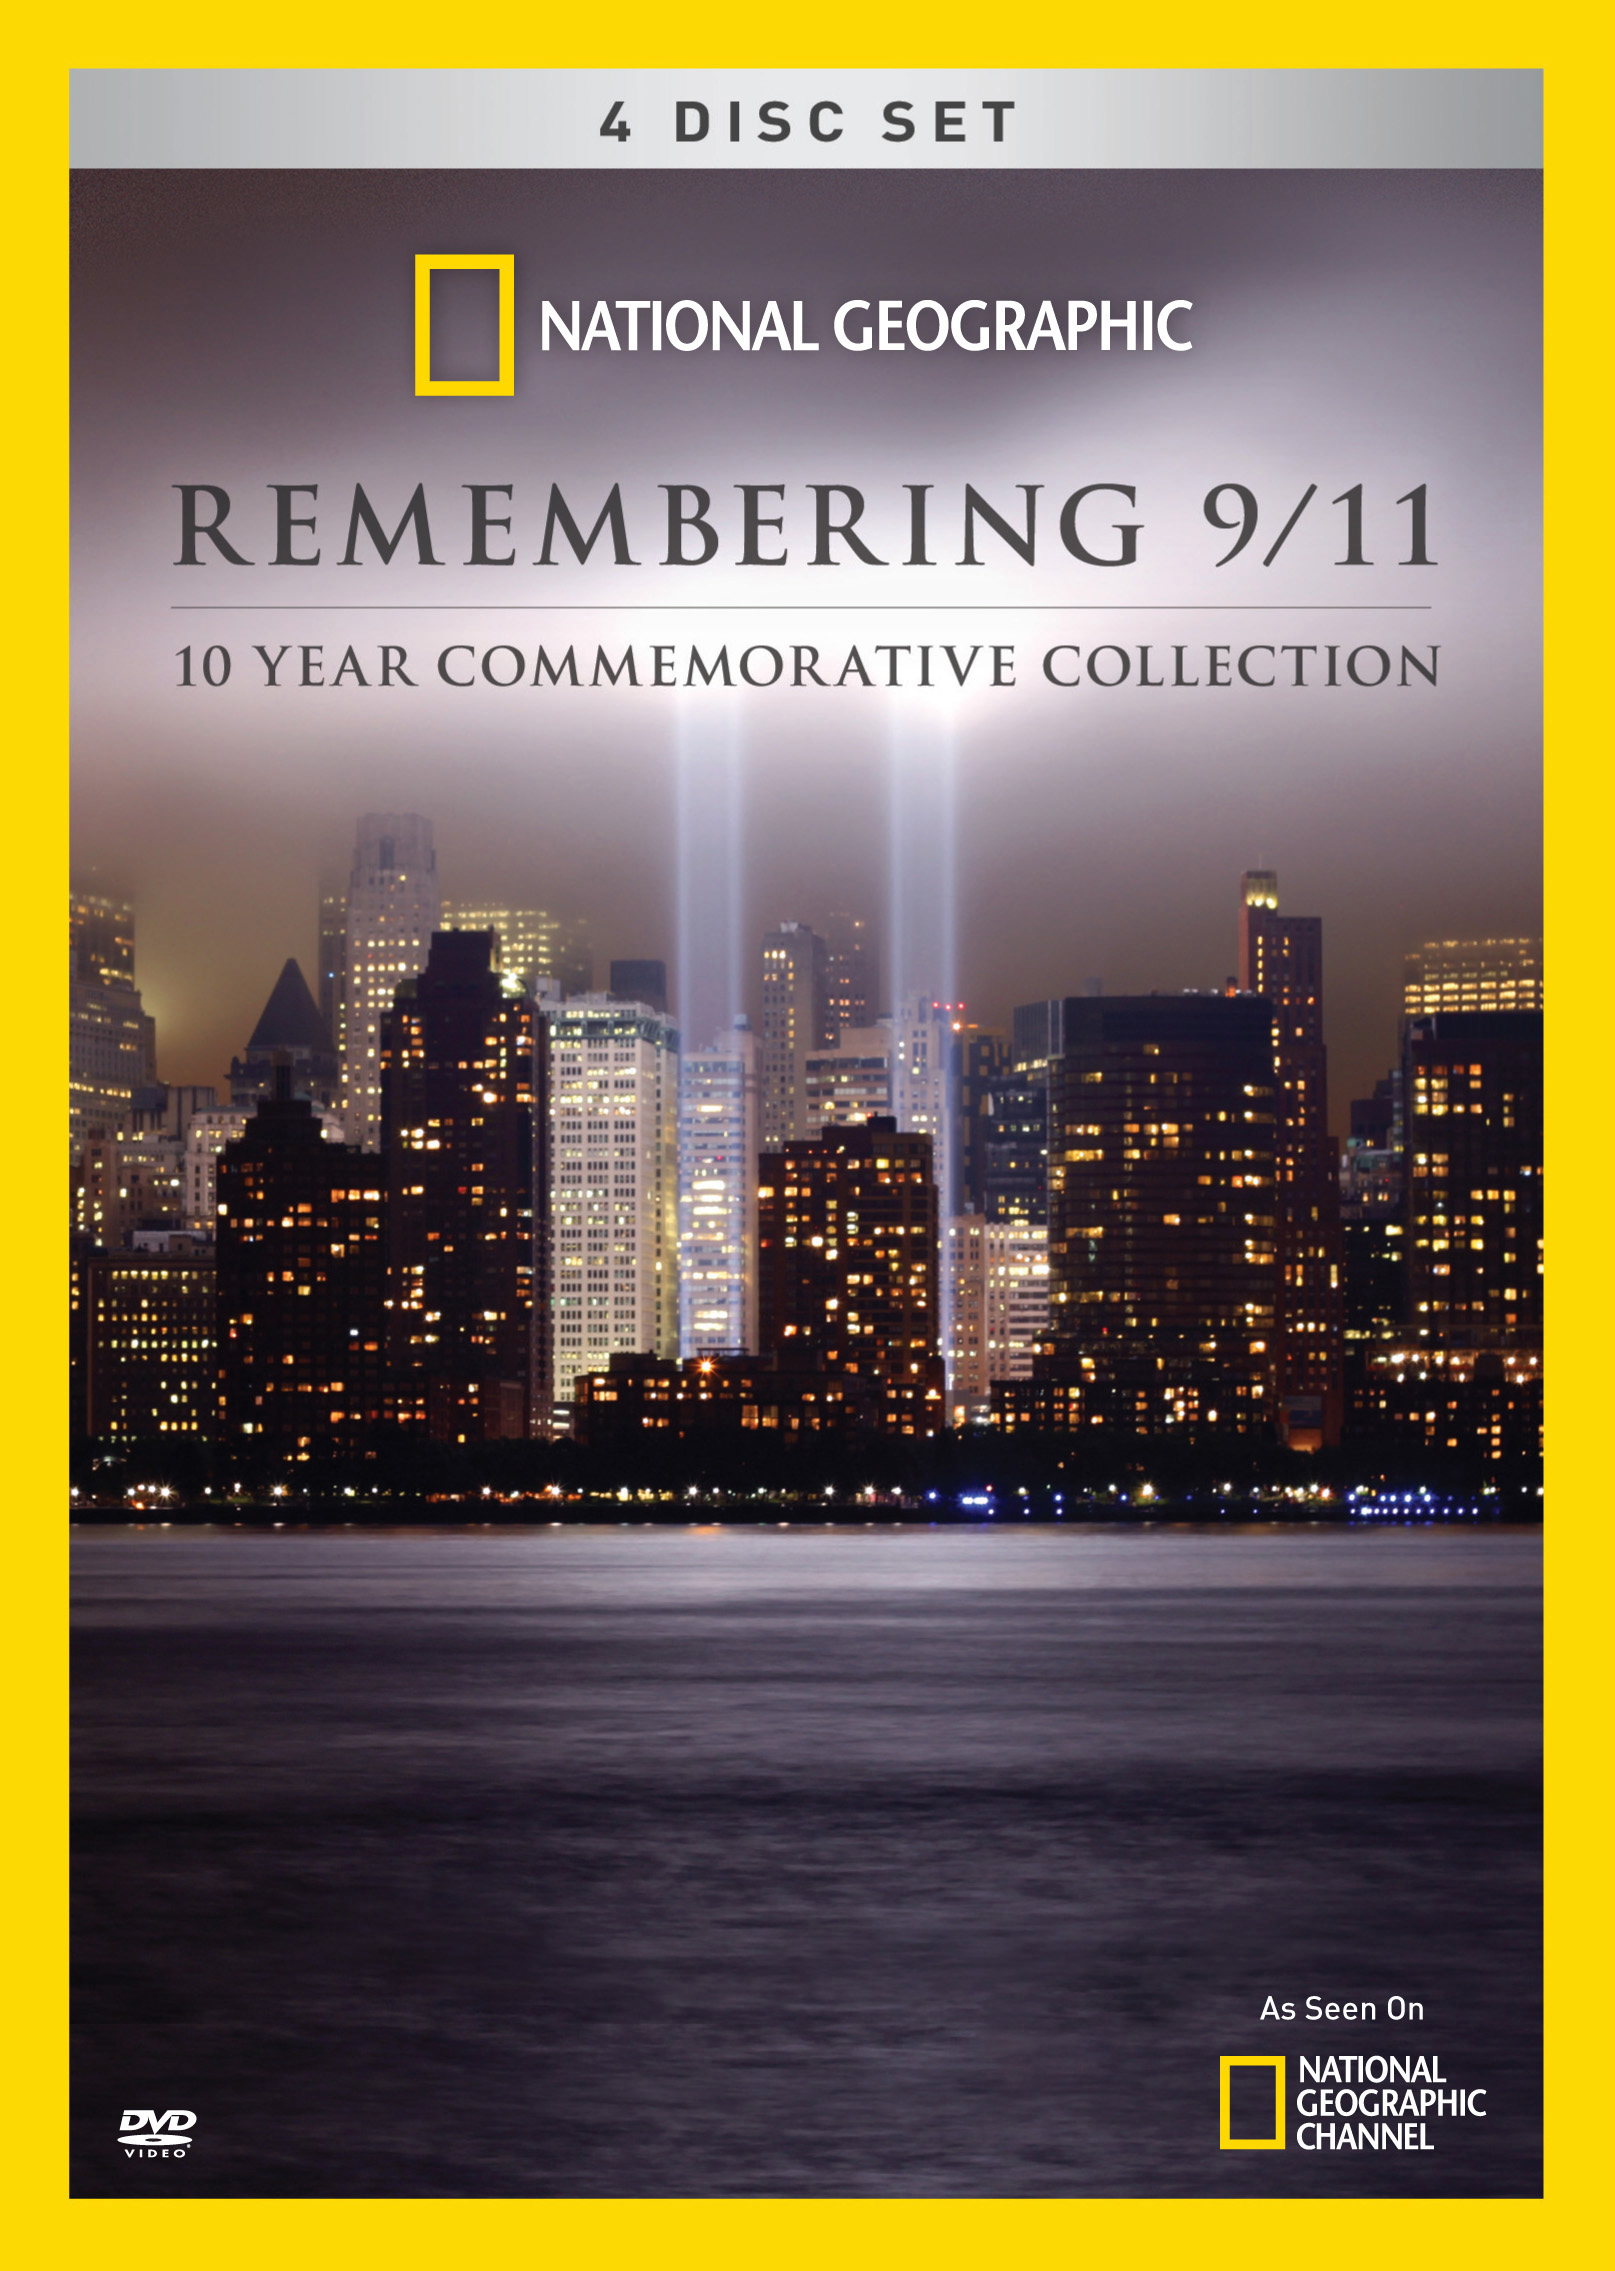 4 DISC SET
NATIONAL GEOGRAPHIC
REMEMBERING 9/11
10 YEAR COMMEMORATIVE COLLECTION
As Seen On
NATIONAL
GEOGRAPHIC
CHANNEL
DVD
VIDEO